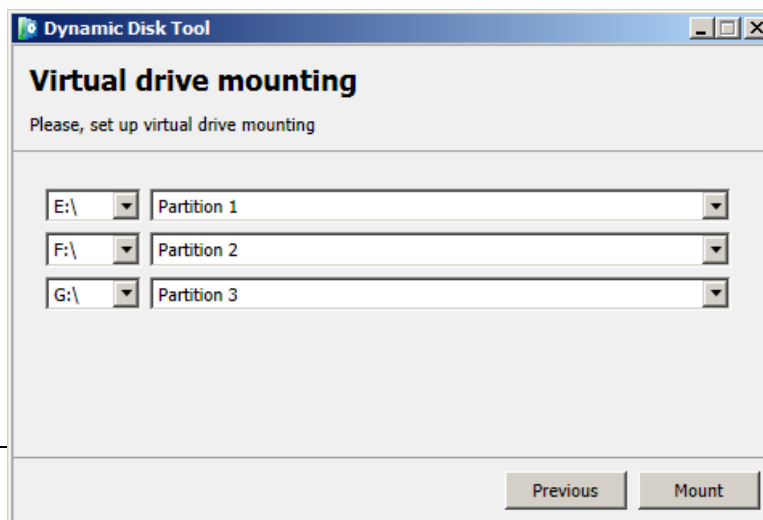 Dynamic Disk Tool
Virtual drive mounting
Please, set up virtual drive mounting
E:\ Partition 1
F:\ Partition 2
G:\ Partition 3
Previous Mount